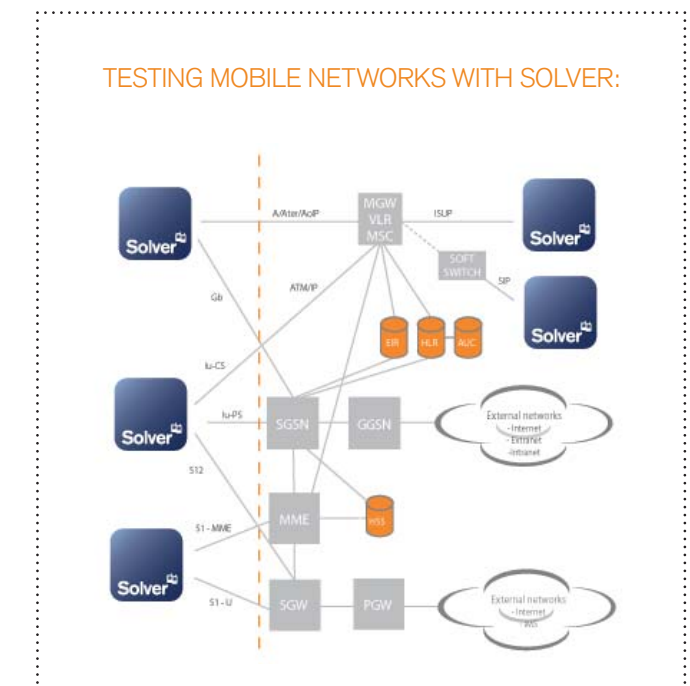 TESTING MOBILE NETWORKS WITH SOLVER:
Solver
A/Ater/AoIP
MGW
VLR
MSC
ISUP
Solver
SOFT
SWITCH
SIP
Solver
Gb
ATM/IP
EIR
HLR
AUC
Iu-CS
Solver
Iu-PS
SGSN
GGSN
External networks
- Internet
- Extranet
-Intranet
S12
S1 - MME
MME
HSS
Solver
S1 - U
SGW
PGW
External networks
- Internet